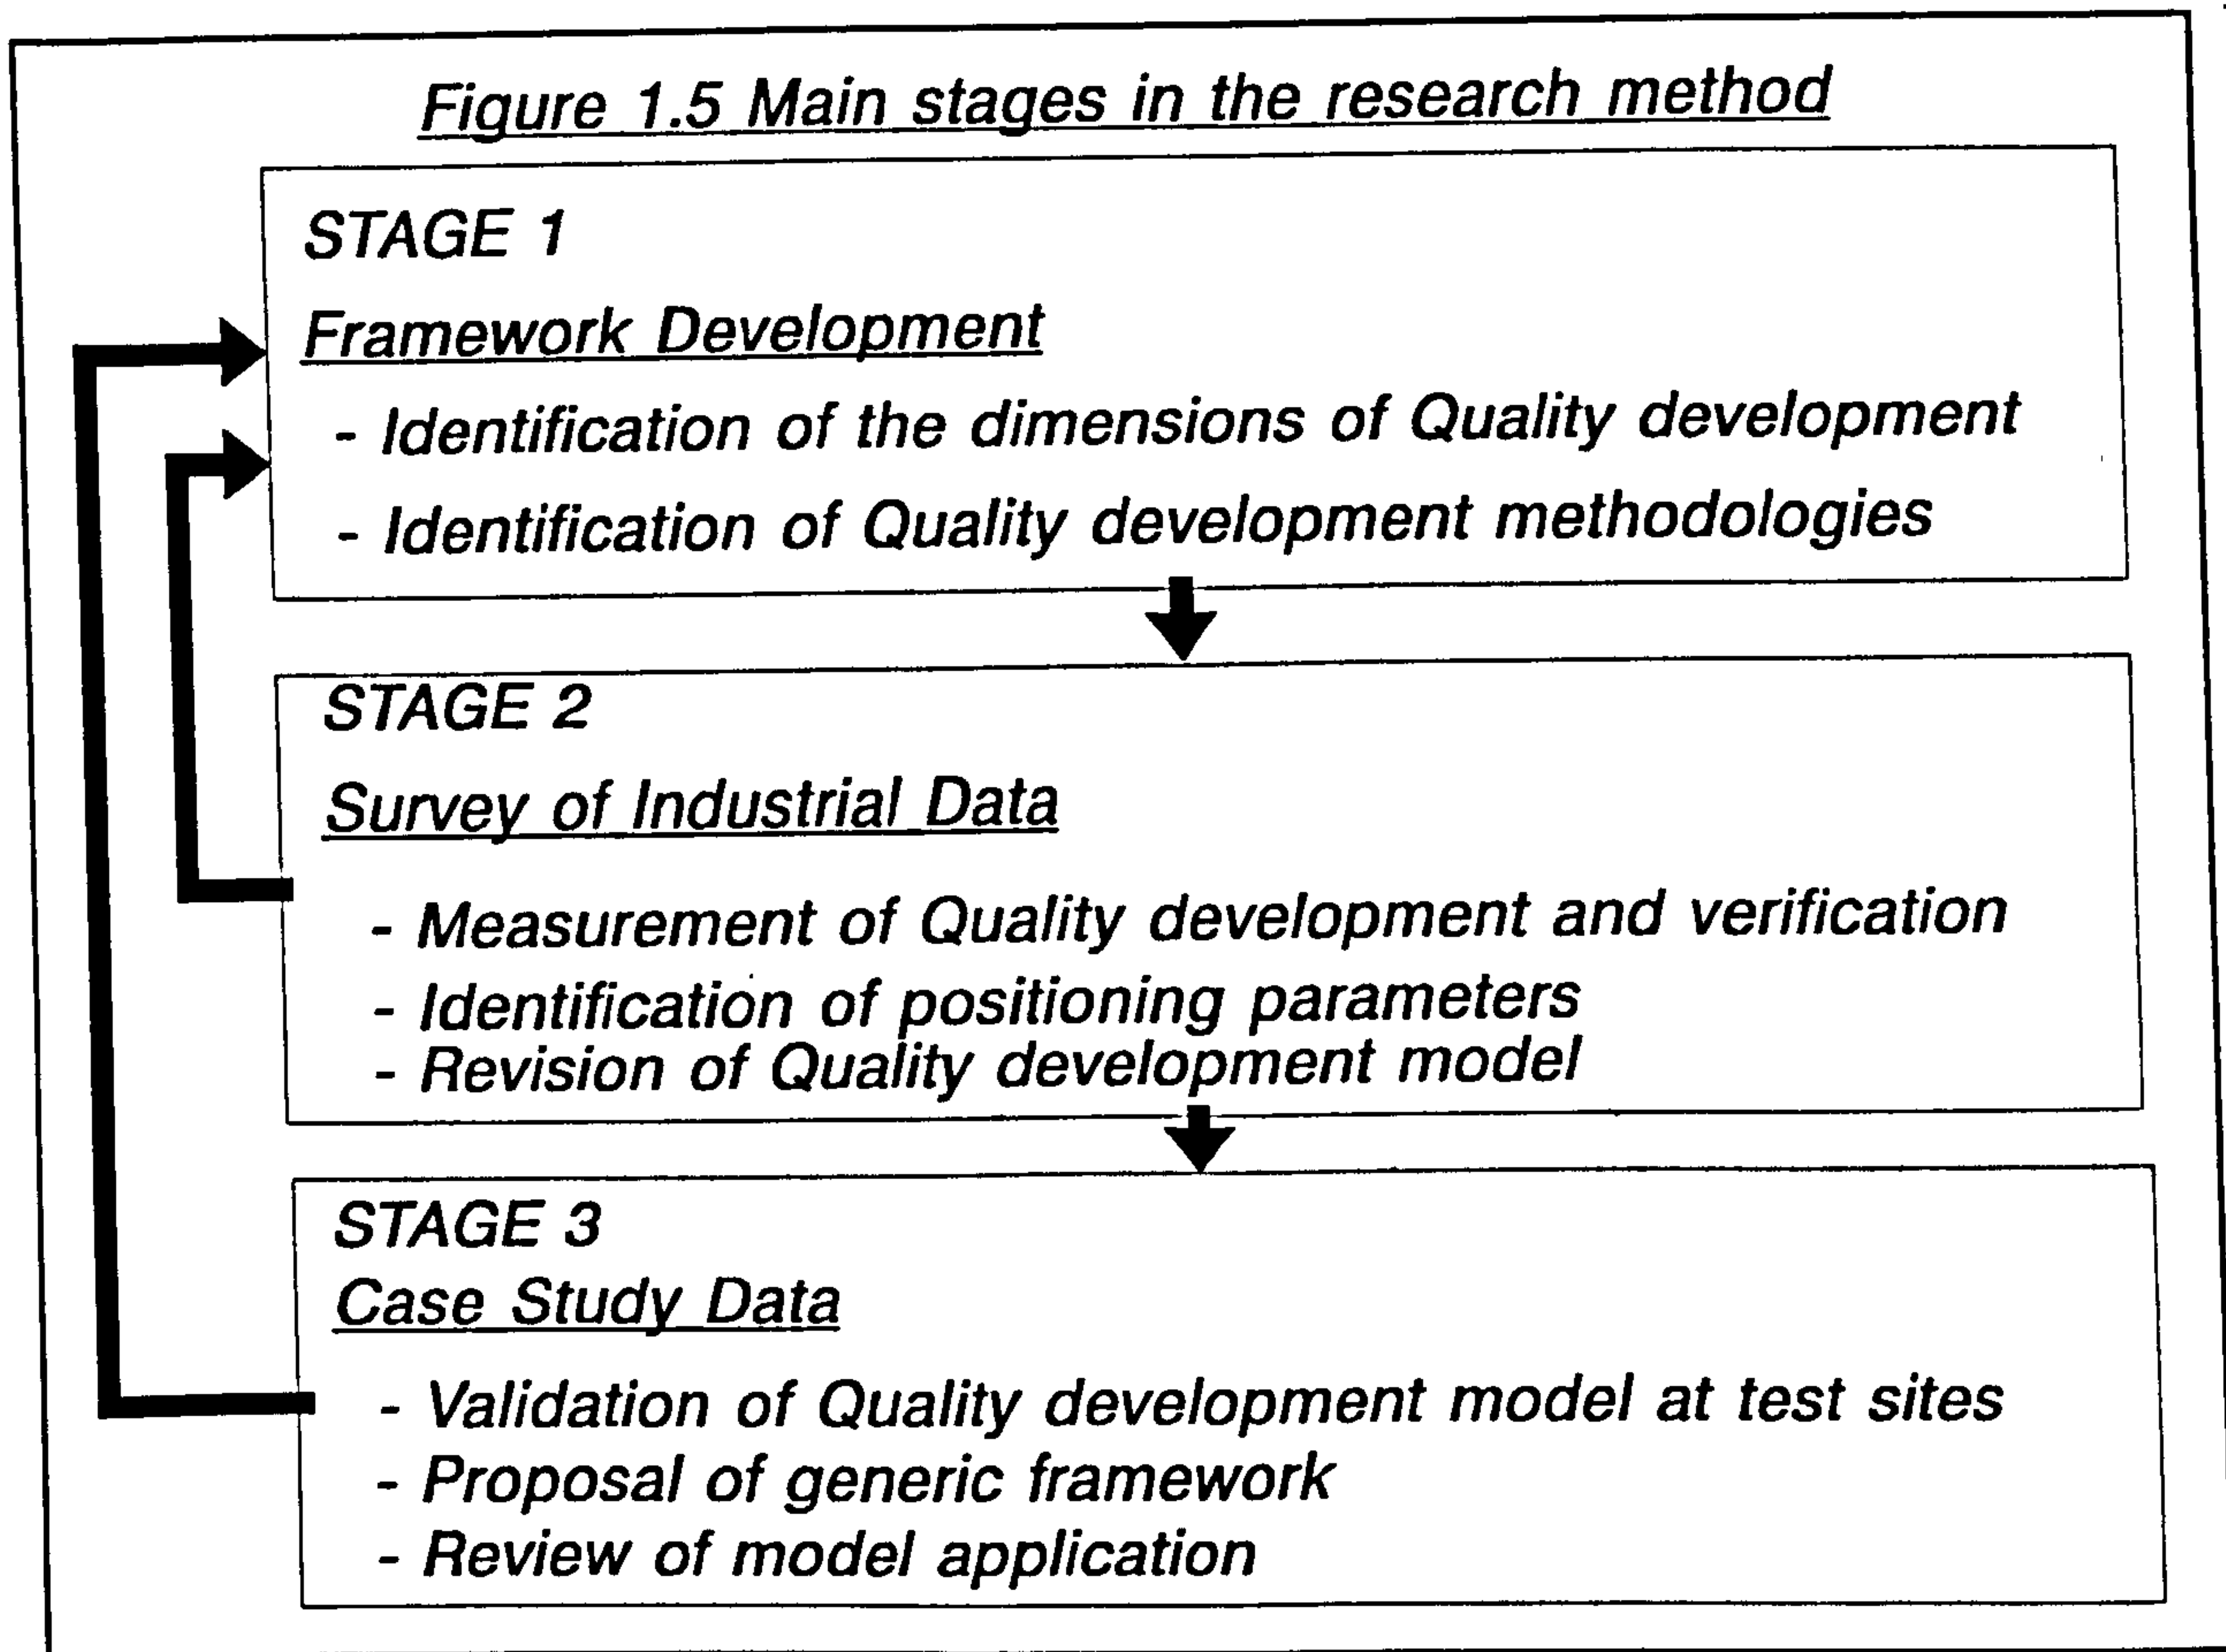 Figure 1.5 Main stages in the research method
STAGE 1
Framework Development
- Identification of the dimensions of Quality development
- Identification of Quality development methodologies
STAGE 2
Survey of Industrial Data
- Measurement of Quality development and verification
- Identification of positioning parameters
- Revision of Quality development model
STAGE 3
Case Study Data
- Validation of Quality development model at test sites
- Proposal of generic framework
- Review of model application